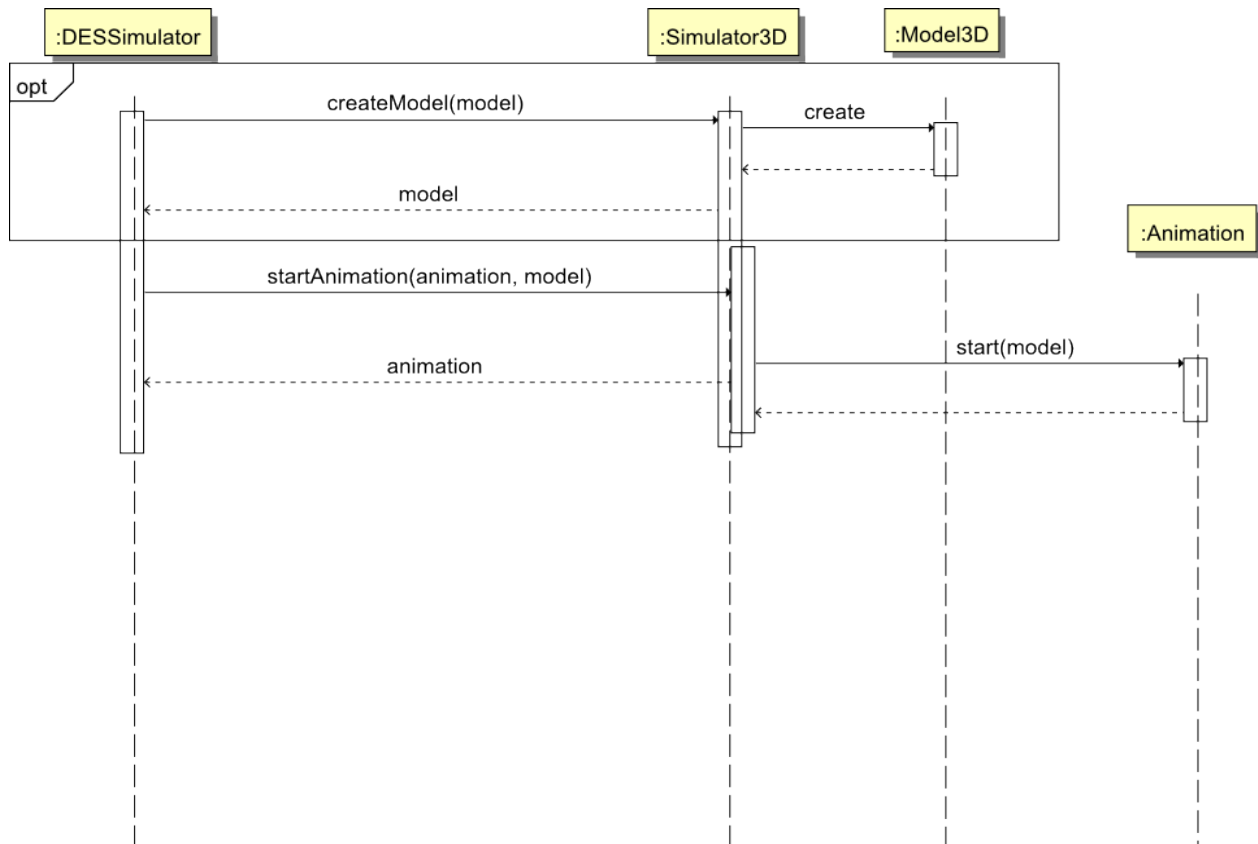 :DESSimulator
:Simulator3D
:Model3D
opt
createModel(model)
create
model
:Animation
startAnimation(animation, model)
start(model)
animation